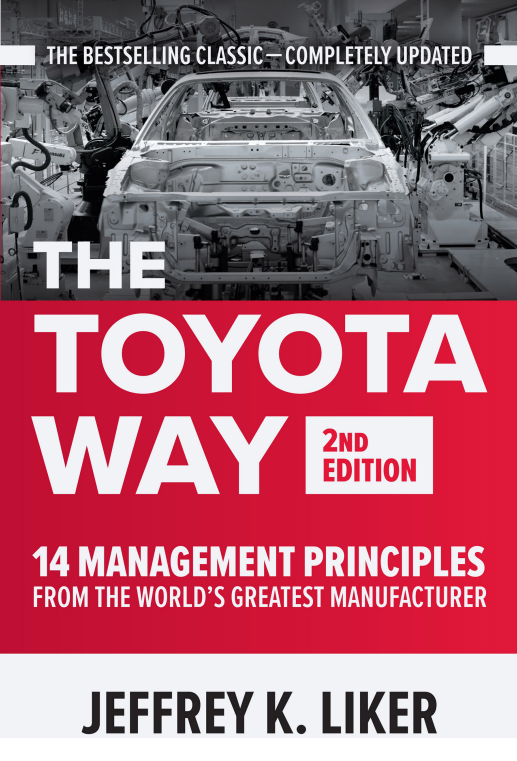 THE BESTSELLING CLASSIC—COMPLETELY UPDATED
THE
TOYOTA
WAY
2ND
EDITION
14 MANAGEMENT PRINCIPLES
FROM THE WORLD'S GREATEST MANUFACTURER
JEFFREY K. LIKER